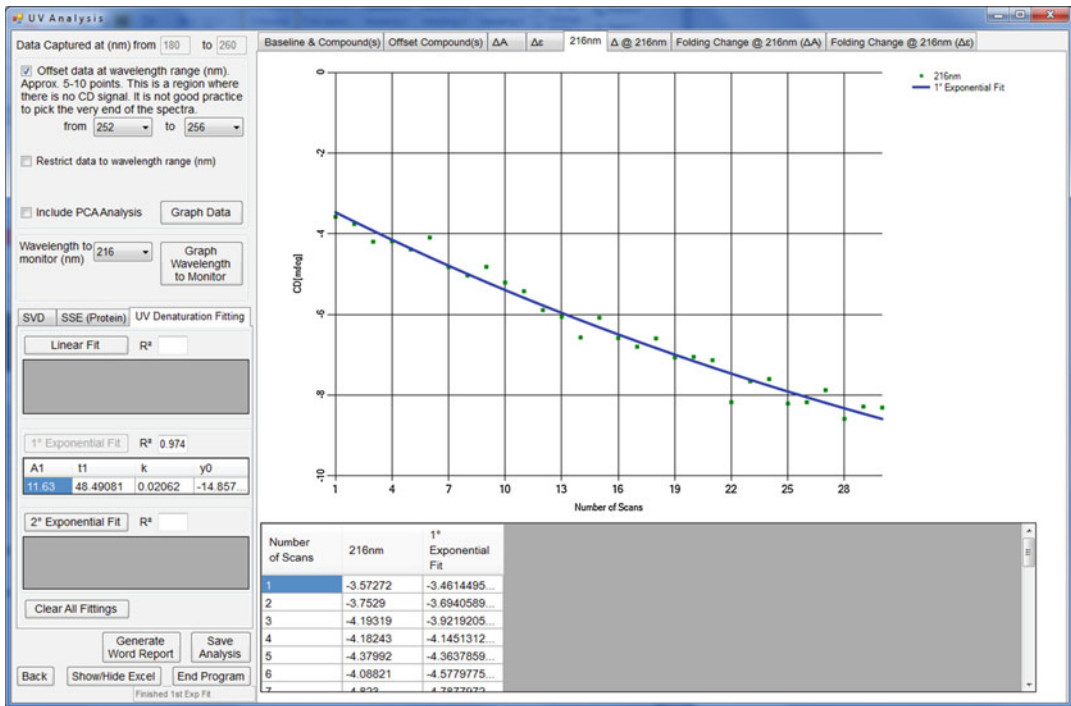 UV Analysis
Data Captured at (nm) from 180 to 260
Offset data at wavelength range (nm).
Approx. 5-10 points. This is a region where
there is no CD signal. It is not good practice
to pick the very end of the spectra.
from 252 to 256
Restrict data to wavelength range (nm)
Include PCA Analysis Graph Data
Wavelength to
monitor (nm) 216
Graph
Wavelength
to Monitor
SVD SSE (Protein) UV Denaturation Fitting
Linear Fit R²
1° Exponential Fit R² 0.974
A1 t1 k y0
11.63 48.49081 0.02062 -14.857...
2° Exponential Fit R²
Clear All Fittings
Generate
Word Report
Save
Analysis
Back Show/Hide Excel End Program
Finished 1st Exp Fit
Baseline & Compound(s) Offset Compound(s) ΔA Δε 216nm Δ @ 216nm Folding Change @ 216nm (ΔA) Folding Change @ 216nm (Δε)
216nm
1° Exponential Fit
CD[mdeg]
0
-2
-4
-6
-8
-10
1 4 7 10 13 16 19 22 25 28
Number of Scans
Number
of Scans
216nm
1°
Exponential
Fit
1 -3.57272 -3.4614495...
2 -3.7529 -3.6940589...
3 -4.19319 -3.9219205...
4 -4.18243 -4.1451312...
5 -4.37992 -4.3637859...
6 -4.08821 -4.5779775...
7 -4.823 -4.7877972